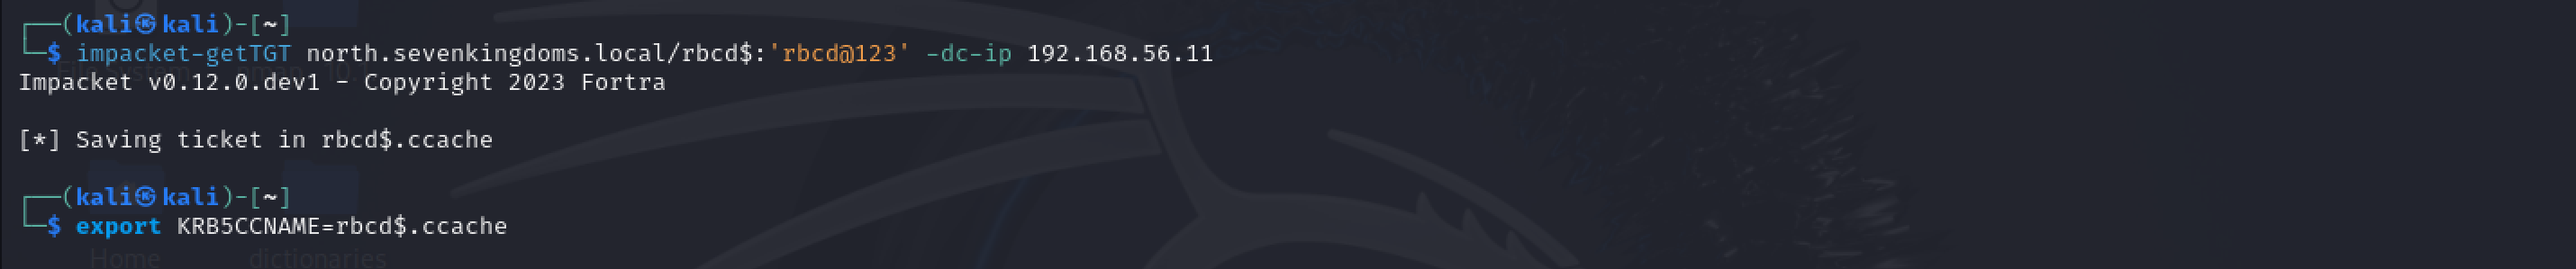 ┌──(kali㉿kali)-[~]
└─$ impacket-getTGT north.sevenkingdoms.local/rbcd$:'rbcd@123' -dc-ip 192.168.56.11
Impacket v0.12.0.dev1 - Copyright 2023 Fortra
[*] Saving ticket in rbcd$.ccache
┌──(kali㉿kali)-[~]
└─$ export KRB5CCNAME=rbcd$.ccache
Home dictionaries